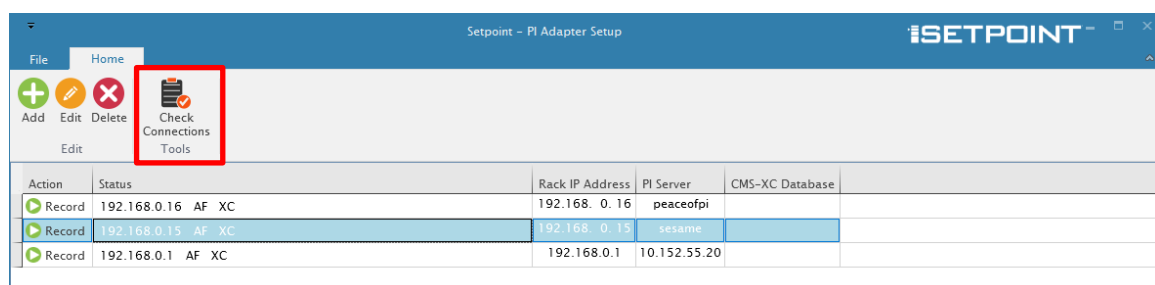 Setpoint - PI Adapter Setup
SETPOINT
File Home
Add Edit Delete Check Connections
Edit Tools
Action Status Rack IP Address PI Server CMS-XC Database
Record 192.168.0.16 AF XC 192.168. 0. 16 peaceofpi
Record 192.168.0.15 AF XC 192.168. 0. 15 sesame
Record 192.168.0.1 AF XC 192.168.0.1 10.152.55.20